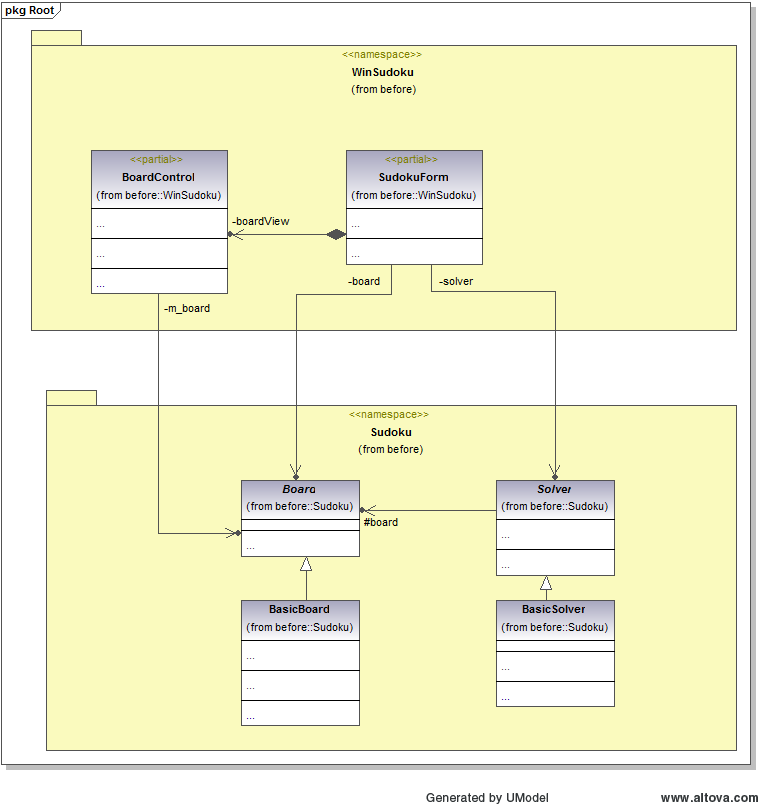 pkg Root
<<namespace>>
WinSudoku
(from before)
<<partial>>
BoardControl
(from before::WinSudoku)
...
...
...
<<partial>>
SudokuForm
(from before::WinSudoku)
...
...
-boardView
-board
-solver
-m_board
<<namespace>>
Sudoku
(from before)
Board
(from before::Sudoku)
...
Solver
(from before::Sudoku)
...
...
#board
BasicBoard
(from before::Sudoku)
...
...
...
BasicSolver
(from before::Sudoku)
...
...
Generated by UModel
www.altova.com